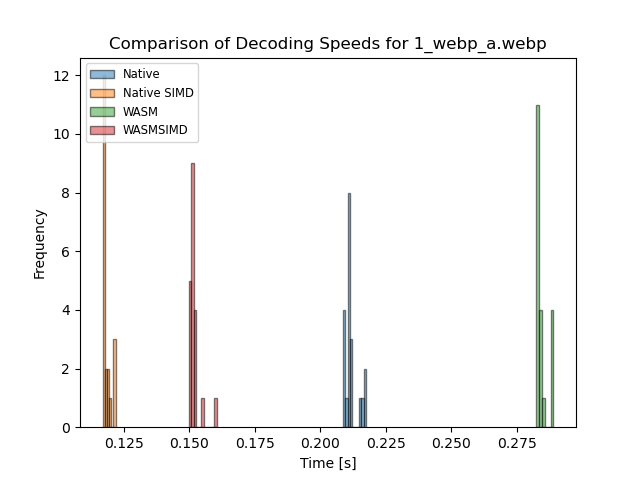 Comparison of Decoding Speeds for 1_webp_a.webp
Native
Native SIMD
WASM
WASMSIMD
12
10
8
6
4
2
0
Frequency
0.125 0.150 0.175 0.200 0.225 0.250 0.275
Time [s]